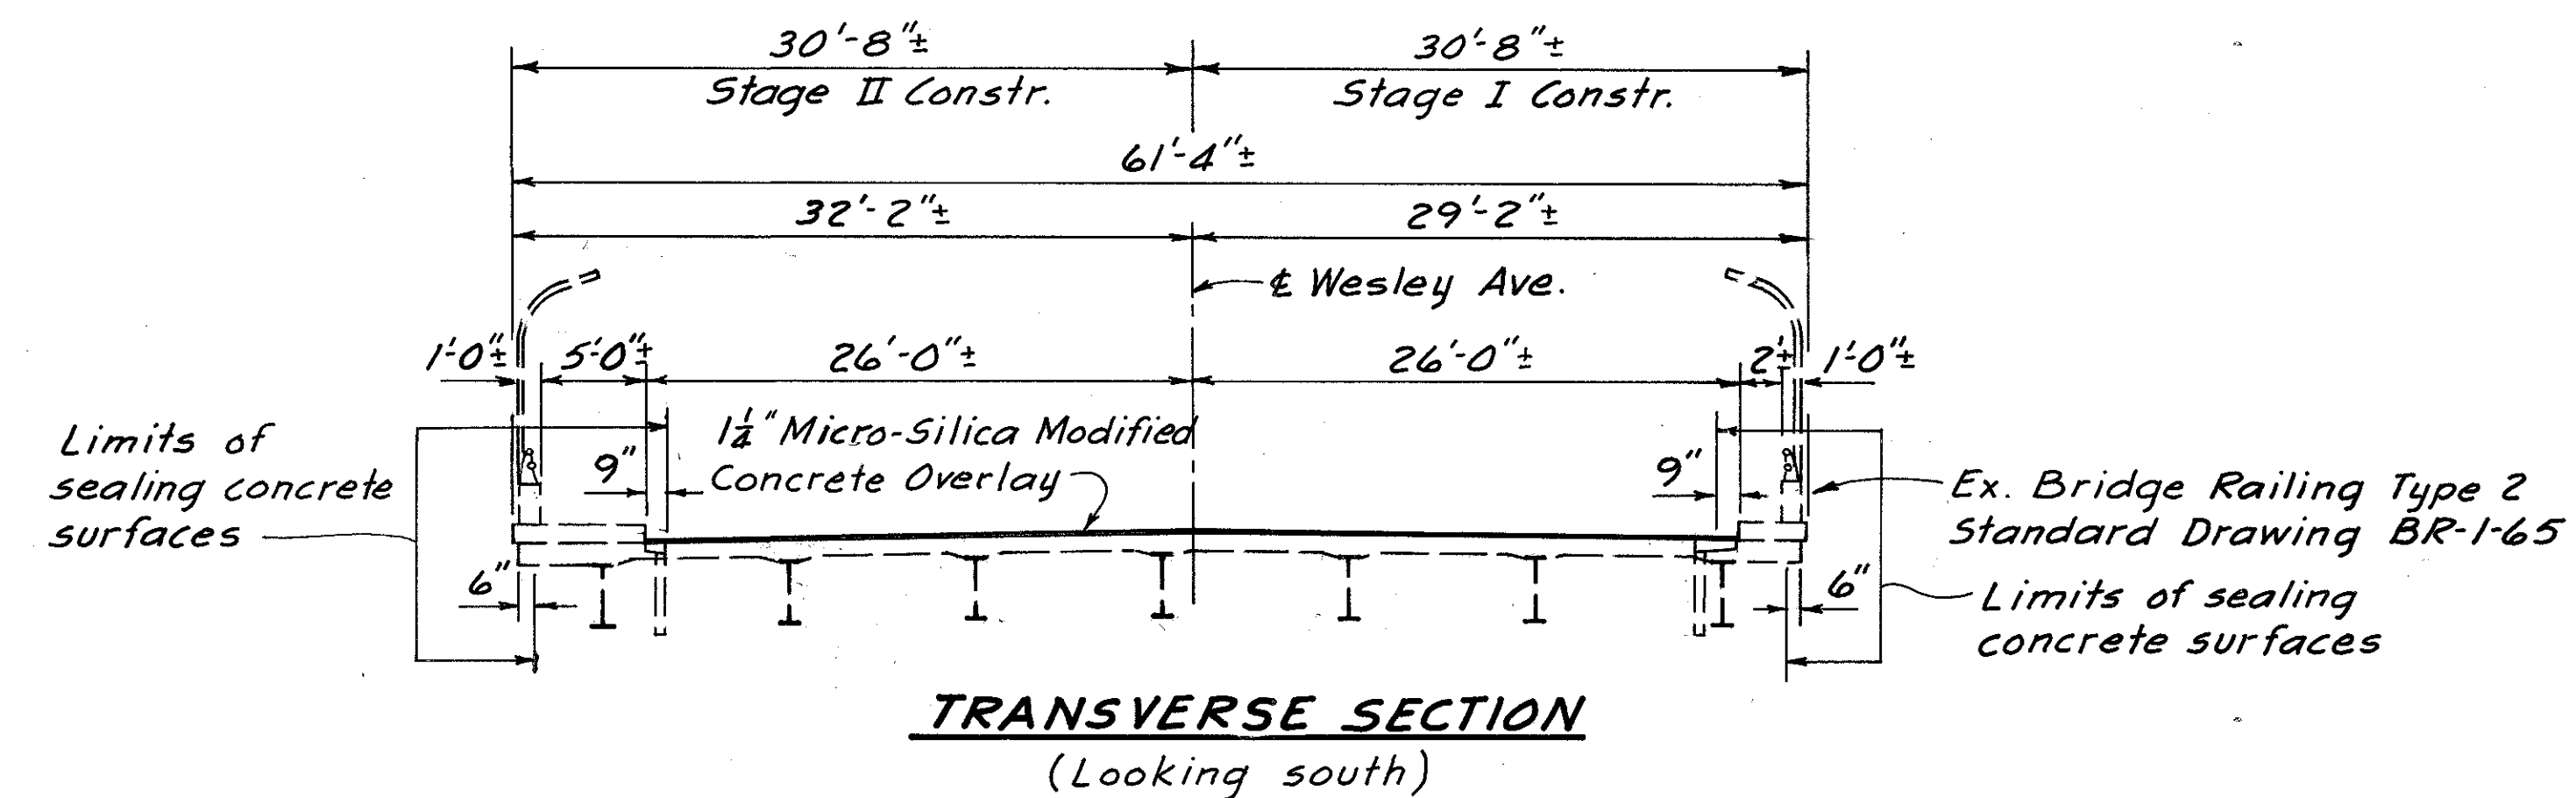 30'-8"± 30'-8"±
Stage II Constr. Stage I Constr.
61'-4"±
32'-2"± 29'-2"±
℄ Wesley Ave.
1'-0"± 5'-0"± 26'-0"± 26'-0"± 2'± 1'-0"±
Limits of
sealing concrete
surfaces
9"
1¼" Micro-Silica Modified
Concrete Overlay
9"
Ex. Bridge Railing Type 2
Standard Drawing BR-1-65
6"
6"
Limits of sealing
concrete surfaces
TRANSVERSE SECTION
(Looking south)